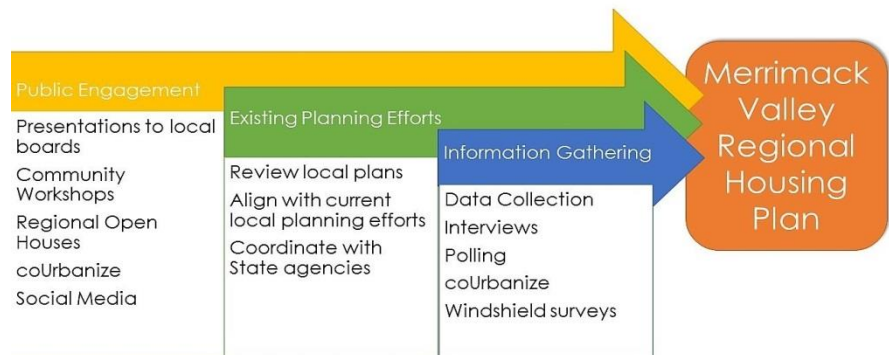 Public Engagement
Presentations to local
boards
Community
Workshops
Regional Open
Houses
coUrbanize
Social Media
Existing Planning Efforts
Review local plans
Align with current
local planning efforts
Coordinate with
State agencies
Information Gathering
Data Collection
Interviews
Polling
coUrbanize
Windshield surveys
Merrimack
Valley
Regional
Housing
Plan